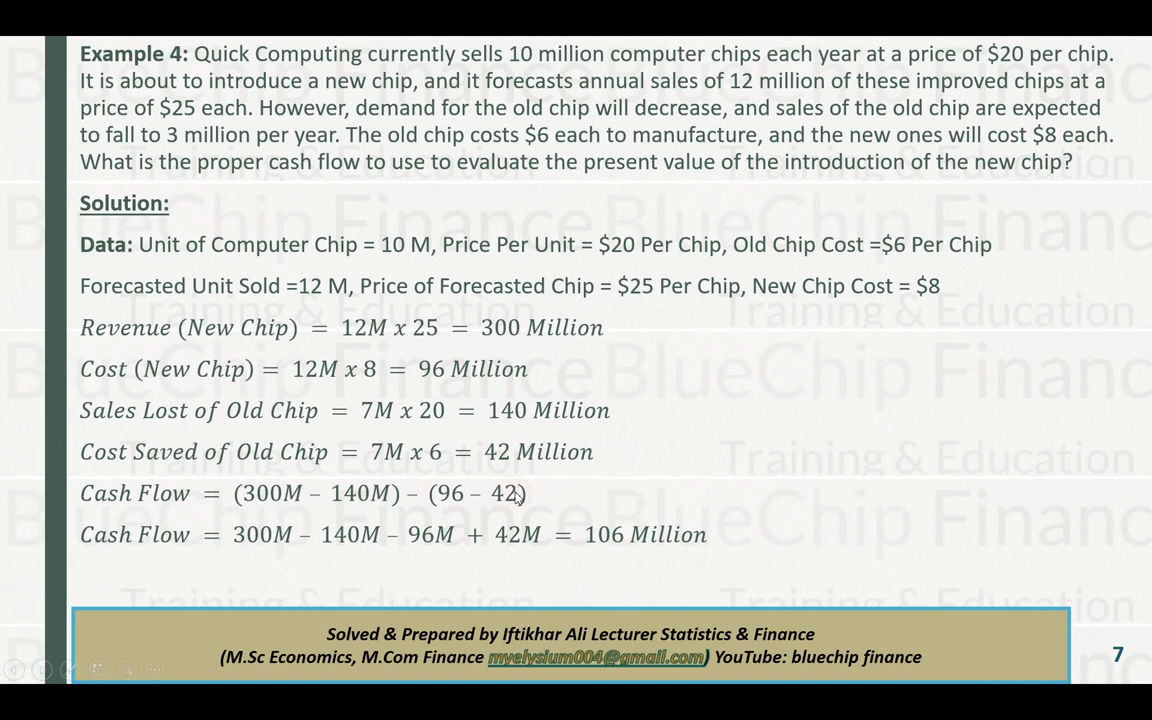 Example 4: Quick Computing currently sells 10 million computer chips each year at a price of $20 per chip.
It is about to introduce a new chip, and it forecasts annual sales of 12 million of these improved chips at a
price of $25 each. However, demand for the old chip will decrease, and sales of the old chip are expected
to fall to 3 million per year. The old chip costs $6 each to manufacture, and the new ones will cost $8 each.
What is the proper cash flow to use to evaluate the present value of the introduction of the new chip?
Solution:
Data: Unit of Computer Chip = 10 M, Price Per Unit = $20 Per Chip, Old Chip Cost =$6 Per Chip
Forecasted Unit Sold =12 M, Price of Forecasted Chip = $25 Per Chip, New Chip Cost = $8
Revenue (New Chip) = 12M x 25 = 300 Million
Cost (New Chip) = 12M x 8 = 96 Million
Sales Lost of Old Chip = 7M x 20 = 140 Million
Cost Saved of Old Chip = 7M x 6 = 42 Million
Cash Flow = (300M – 140M) – (96 – 42)
Cash Flow = 300M – 140M – 96M + 42M = 106 Million
Solved & Prepared by Iftikhar Ali Lecturer Statistics & Finance
(M.Sc Economics, M.Com Finance myelysium004@gmail.com) YouTube: bluechip finance
7
BlueChip Finance
Training & Education